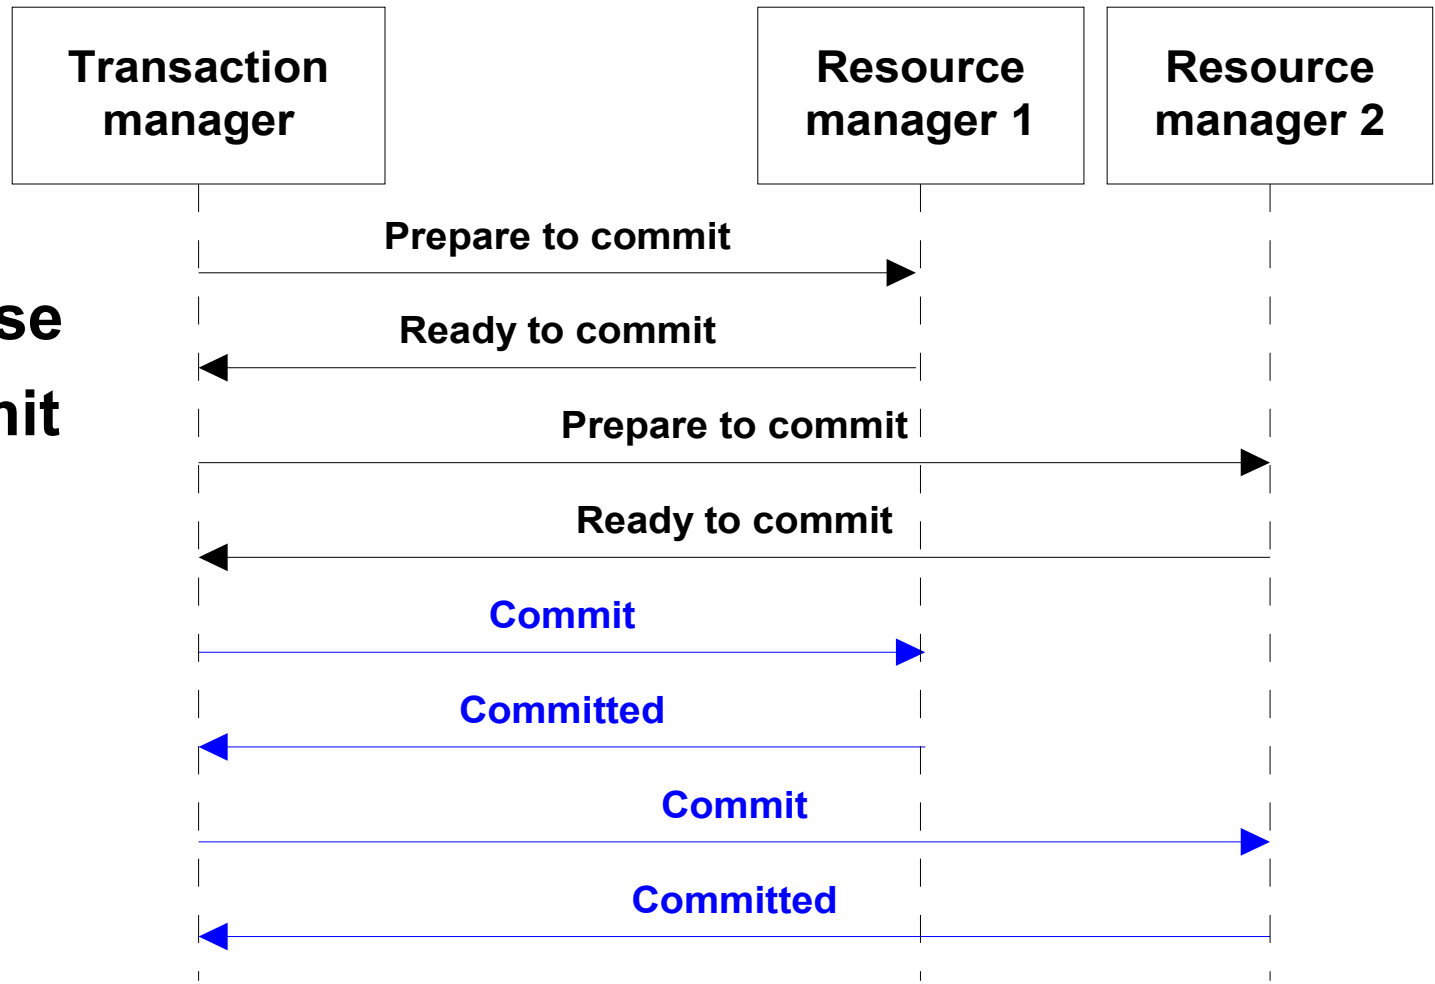 Transaction
manager
Resource
manager 1
Resource
manager 2
Prepare to commit
se
Ready to commit
nit
Prepare to commit
Ready to commit
Commit
Committed
Commit
Committed